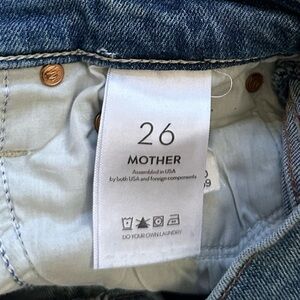 26
MOTHER
Assembled in USA
by both USA and foreign components
DO YOUR OWN LAUNDRY